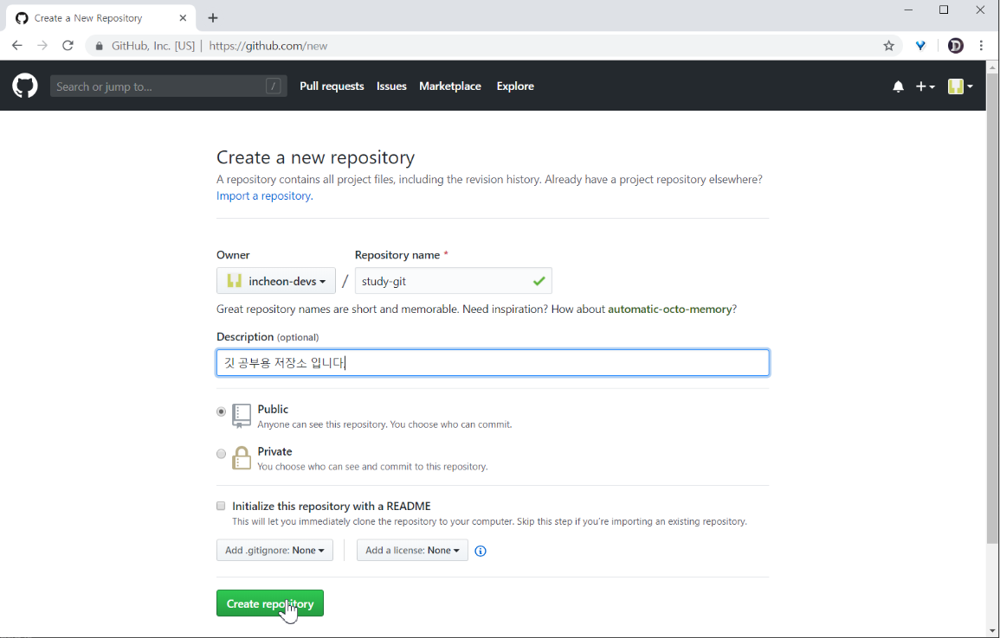 Create a New Repository
GitHub, Inc. [US] | https://github.com/new
Search or jump to... /
Pull requests Issues Marketplace Explore
Create a new repository
A repository contains all project files, including the revision history. Already have a project repository elsewhere?
Import a repository.
Owner Repository name *
incheon-devs / study-git
Great repository names are short and memorable. Need inspiration? How about automatic-octo-memory?
Description (optional)
깃 공부용 저장소 입니다.
Public
Anyone can see this repository. You choose who can commit.
Private
You choose who can see and commit to this repository.
Initialize this repository with a README
This will let you immediately clone the repository to your computer. Skip this step if you're importing an existing repository.
Add .gitignore: None Add a license: None
Create repository